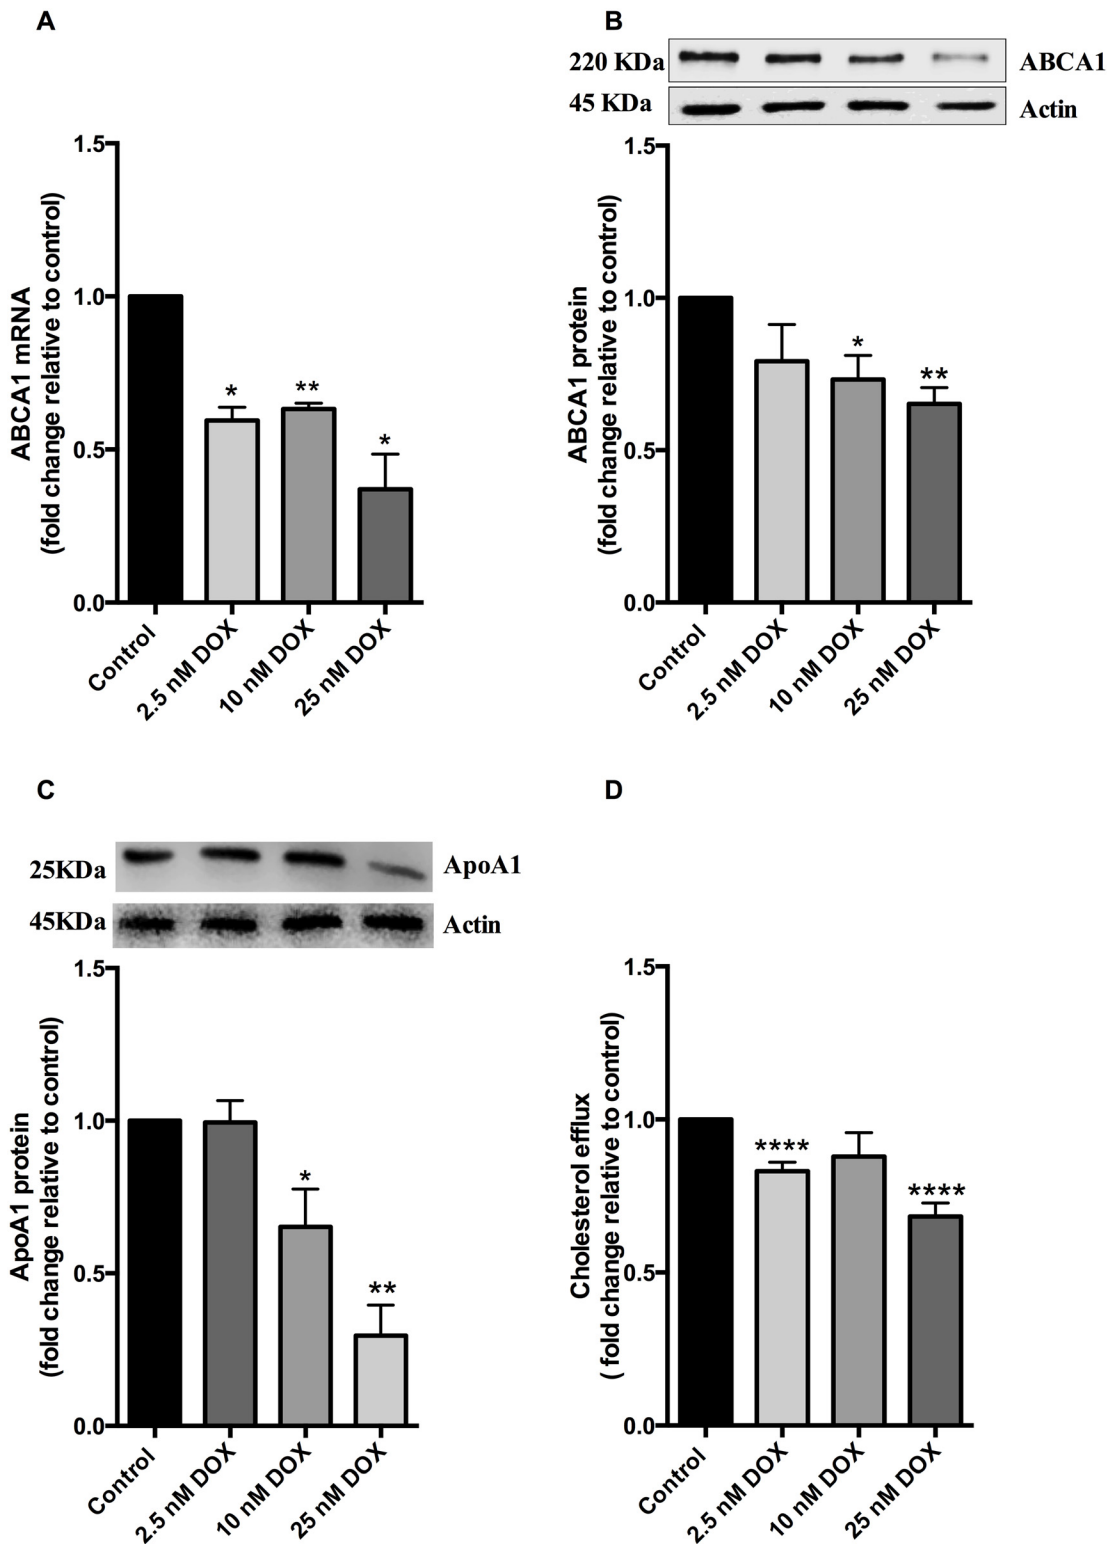 A
1.5
1.0
0.5
0.0
ABCA1 mRNA
(fold change relative to control)
*
**
*
Control
2.5 nM DOX
10 nM DOX
25 nM DOX
B
220 KDa
ABCA1
45 KDa
Actin
1.5
1.0
0.5
0.0
ABCA1 protein
(fold change relative to control)
*
**
Control
2.5 nM DOX
10 nM DOX
25 nM DOX
C
25KDa
ApoA1
45KDa
Actin
1.5
1.0
0.5
0.0
ApoA1 protein
(fold change relative to control)
*
**
Control
2.5 nM DOX
10 nM DOX
25 nM DOX
D
1.5
1.0
0.5
0.0
Cholesterol efflux
( fold change relative to control)
****
****
Control
2.5 nM DOX
10 nM DOX
25 nM DOX